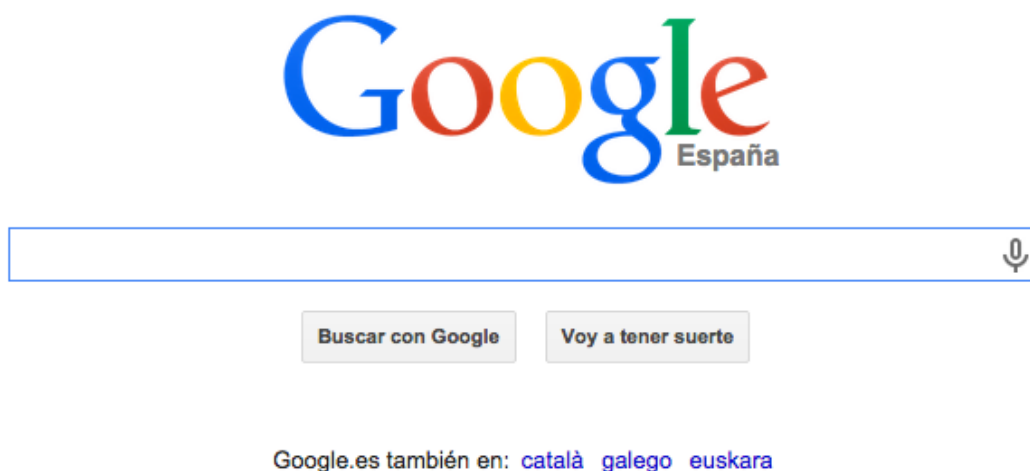 Google
España
Buscar con Google Voy a tener suerte
Google.es también en: català galego euskara